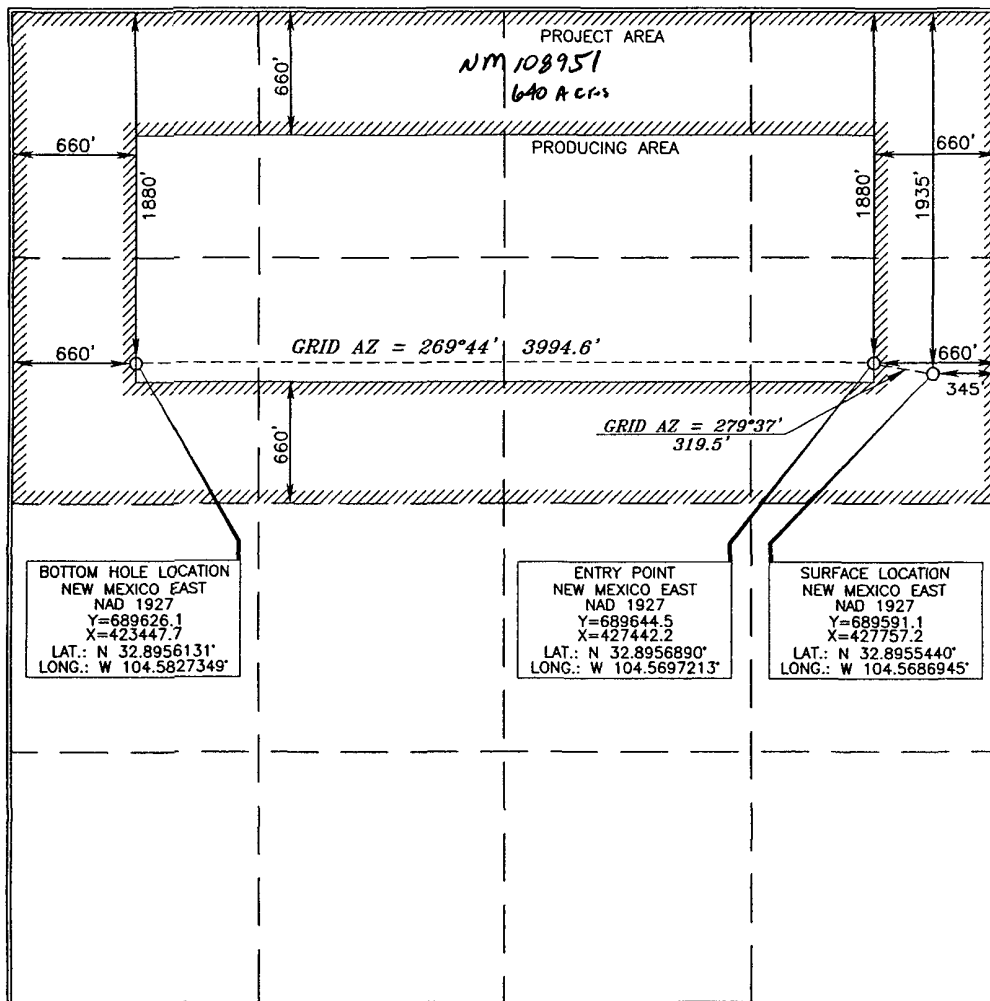 PROJECT AREA
NM 108951
640 Acrs
660'
PRODUCING AREA
660'
660'
1880'
1880'
1935'
GRID AZ = 269°44' 3994.6'
660'
660'
345'
GRID AZ = 279°37'
319.5'
660'
BOTTOM HOLE LOCATION
NEW MEXICO EAST
NAD 1927
Y=689626.1
X=423447.7
LAT.: N 32.8956131°
LONG.: W 104.5827349°
ENTRY POINT
NEW MEXICO EAST
NAD 1927
Y=689644.5
X=427442.2
LAT.: N 32.8956890°
LONG.: W 104.5697213°
SURFACE LOCATION
NEW MEXICO EAST
NAD 1927
Y=689591.1
X=427757.2
LAT.: N 32.8955440°
LONG.: W 104.5686945°